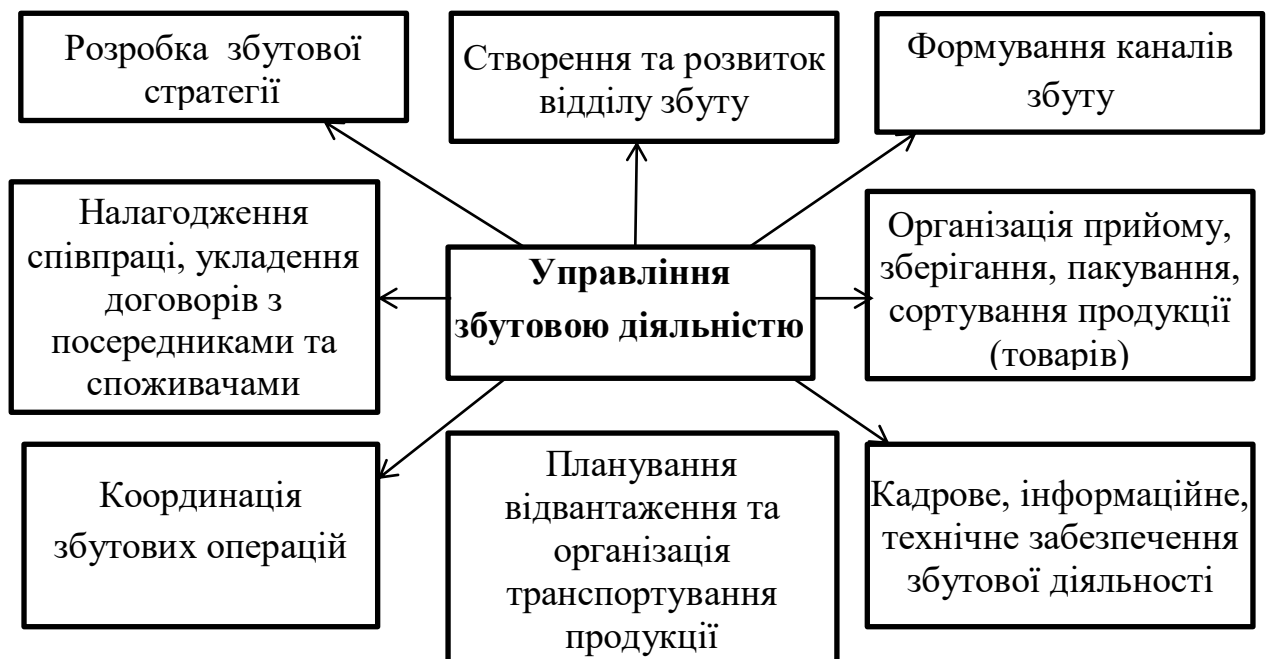 Розробка збутової
стратегії
Створення та розвиток
відділу збуту
Формування каналів
збуту
Налагодження
співпраці, укладення
договорів з
посередниками та
споживачами
Управління
збутовою діяльністю
Організація прийому,
зберігання, пакування,
сортування продукції
(товарів)
Координація
збутових операцій
Планування
відвантаження та
організація
транспортування
продукції
Кадрове, інформаційне,
технічне забезпечення
збутової діяльності